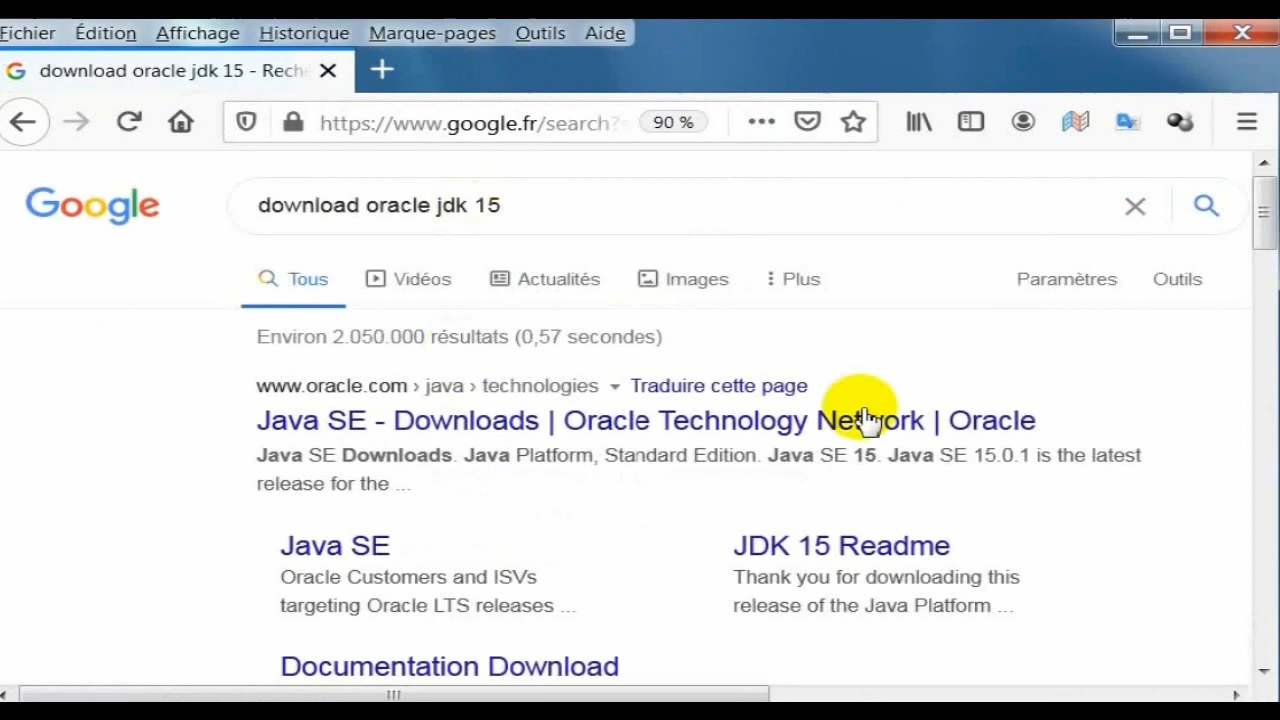 Fichier Édition Affichage Historique Marque-pages Outils Aide
download oracle jdk 15 - Rech
https://www.google.fr/search? 90 %
Google
download oracle jdk 15
Tous Vidéos Actualités Images Plus Paramètres Outils
Environ 2.050.000 résultats (0,57 secondes)
www.oracle.com › java › technologies Traduire cette page
Java SE - Downloads | Oracle Technology Network | Oracle
Java SE Downloads. Java Platform, Standard Edition. Java SE 15. Java SE 15.0.1 is the latest
release for the ...
Java SE
Oracle Customers and ISVs
targeting Oracle LTS releases ...
JDK 15 Readme
Thank you for downloading this
release of the Java Platform ...
Documentation Download